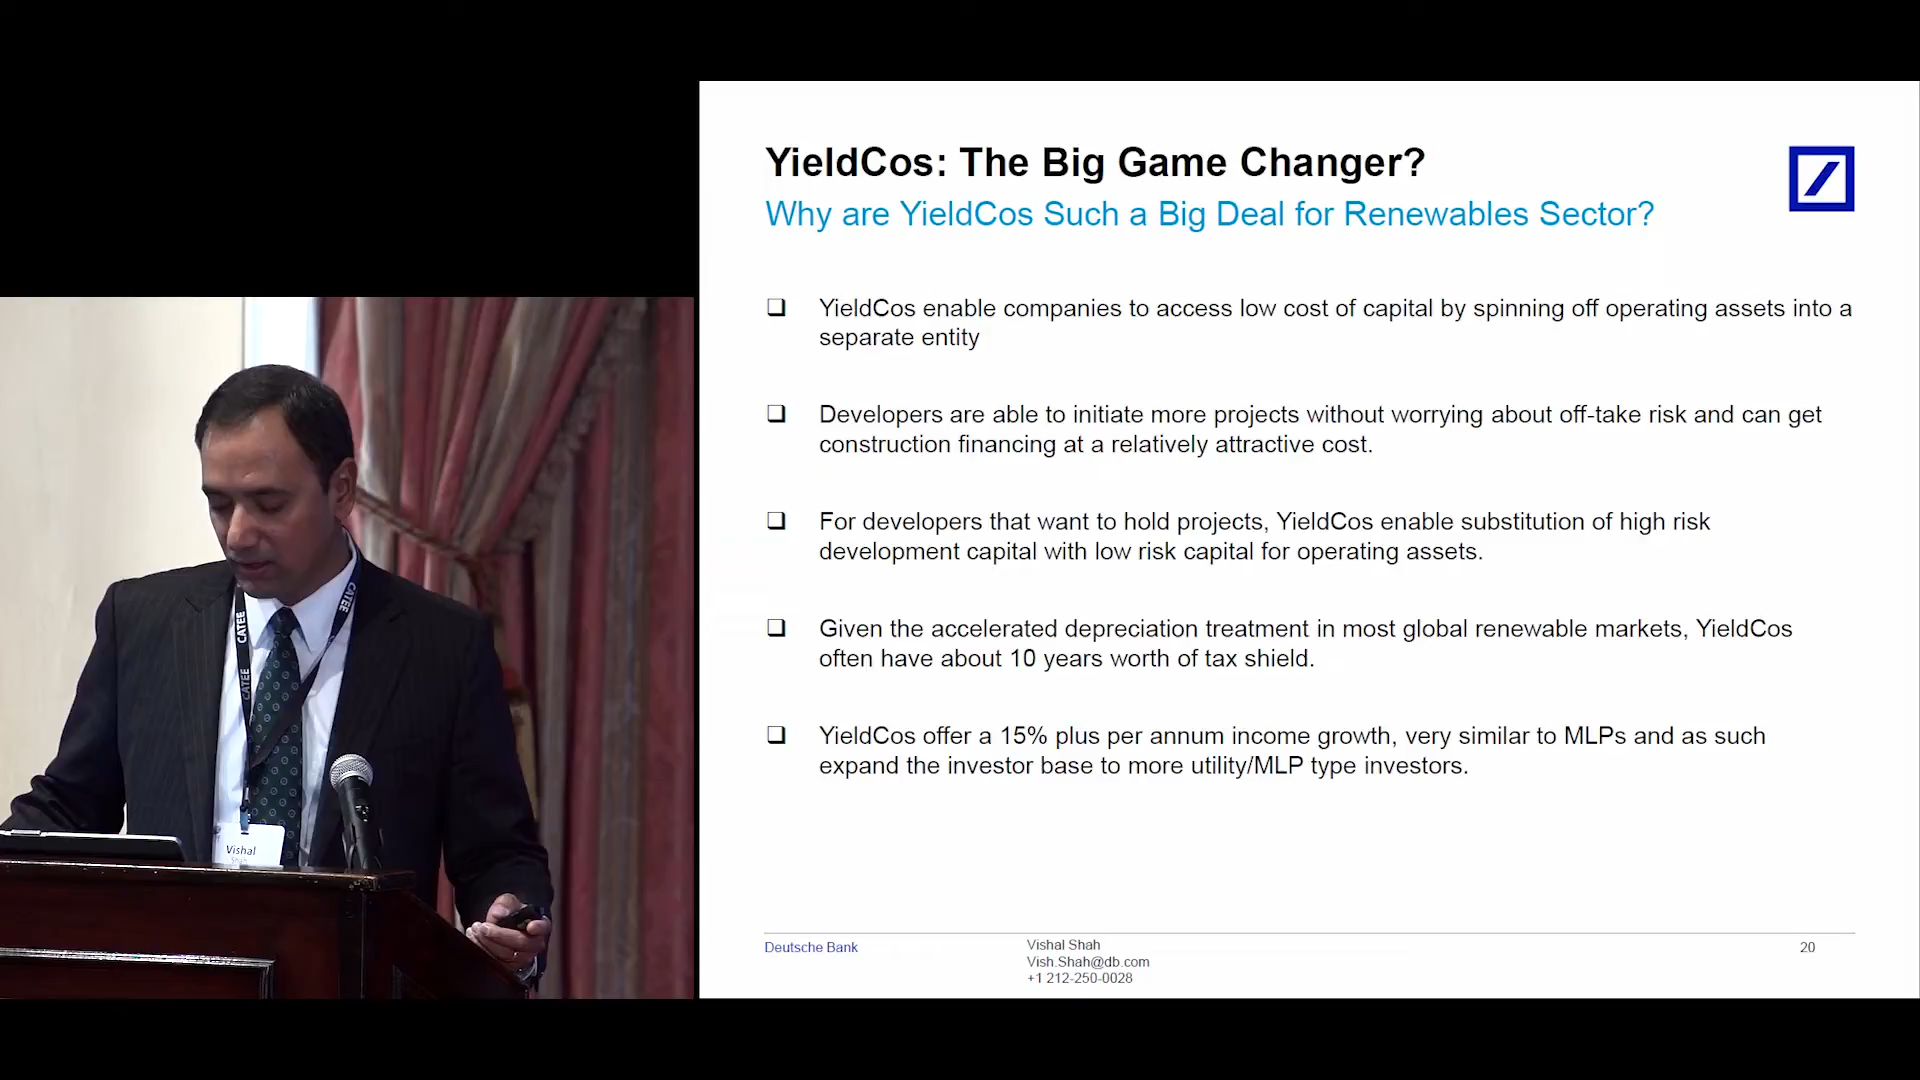 YieldCos: The Big Game Changer?
Why are YieldCos Such a Big Deal for Renewables Sector?
YieldCos enable companies to access low cost of capital by spinning off operating assets into a
separate entity
Developers are able to initiate more projects without worrying about off-take risk and can get
construction financing at a relatively attractive cost.
For developers that want to hold projects, YieldCos enable substitution of high risk
development capital with low risk capital for operating assets.
Given the accelerated depreciation treatment in most global renewable markets, YieldCos
often have about 10 years worth of tax shield.
YieldCos offer a 15% plus per annum income growth, very similar to MLPs and as such
expand the investor base to more utility/MLP type investors.
Deutsche Bank
Vishal Shah
Vish.Shah@db.com
+1 212-250-0028
20
CATEE
CATEE
CATEE
Vishal
Shah